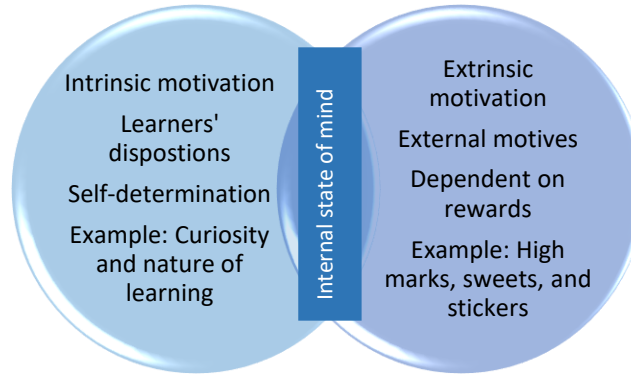 Intrinsic motivation
Learners'
dispostions
Self-determination
Example: Curiosity
and nature of
learning
Internal state of mind
Extrinsic
motivation
External motives
Dependent on
rewards
Example: High
marks, sweets, and
stickers